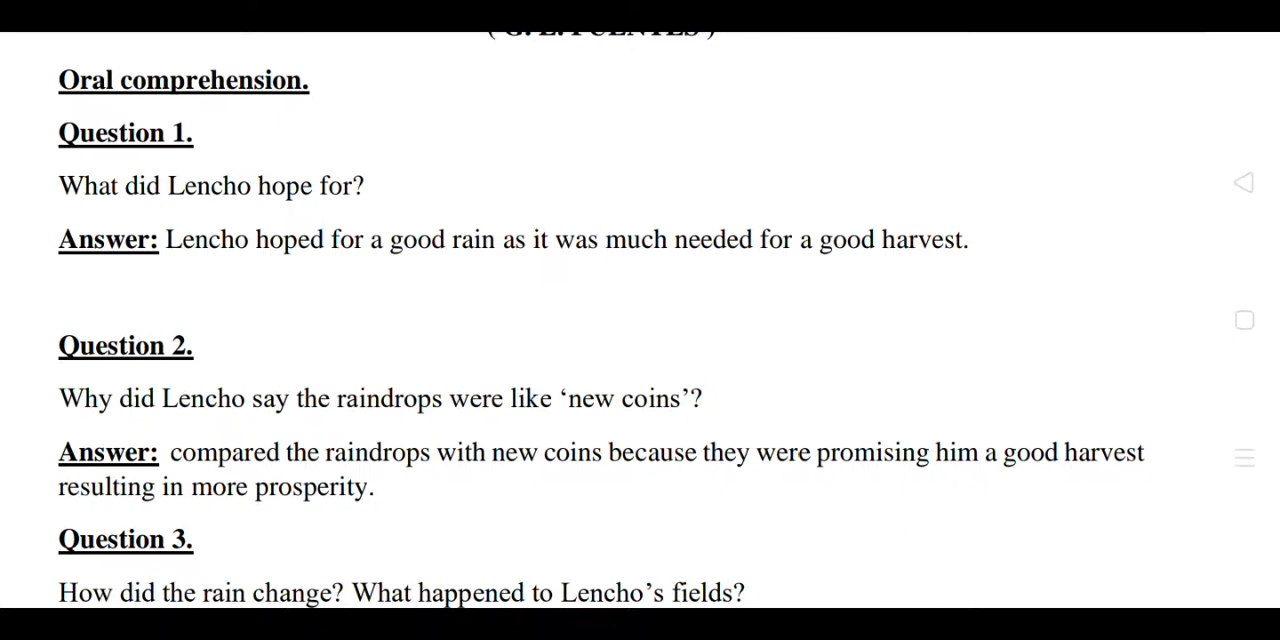 ( G. L. FUENTES )
Oral comprehension.
Question 1.
What did Lencho hope for?
Answer: Lencho hoped for a good rain as it was much needed for a good harvest.
Question 2.
Why did Lencho say the raindrops were like ‘new coins’?
Answer: compared the raindrops with new coins because they were promising him a good harvest
resulting in more prosperity.
Question 3.
How did the rain change? What happened to Lencho’s fields?